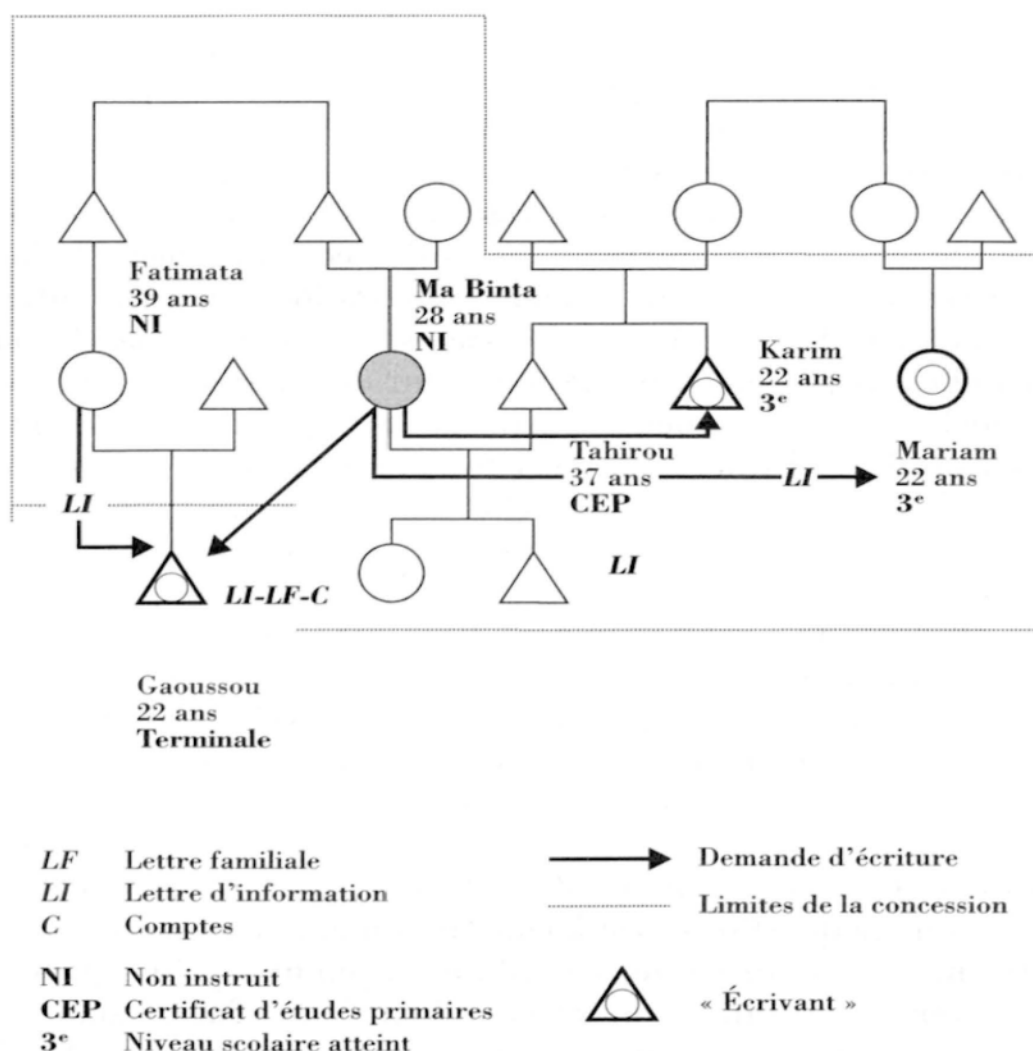 Fatimata
39 ans
NI
Ma Binta
28 ans
NI
Karim
22 ans
3e
Tahirou
37 ans
CEP
LI
Mariam
22 ans
3e
LI
LI-LF-C
LI
Gaoussou
22 ans
Terminale
LF Lettre familiale
LI Lettre d'information
C Comptes
NI Non instruit
CEP Certificat d'études primaires
3e Niveau scolaire atteint
Demande d'écriture
Limites de la concession
« Écrivant »